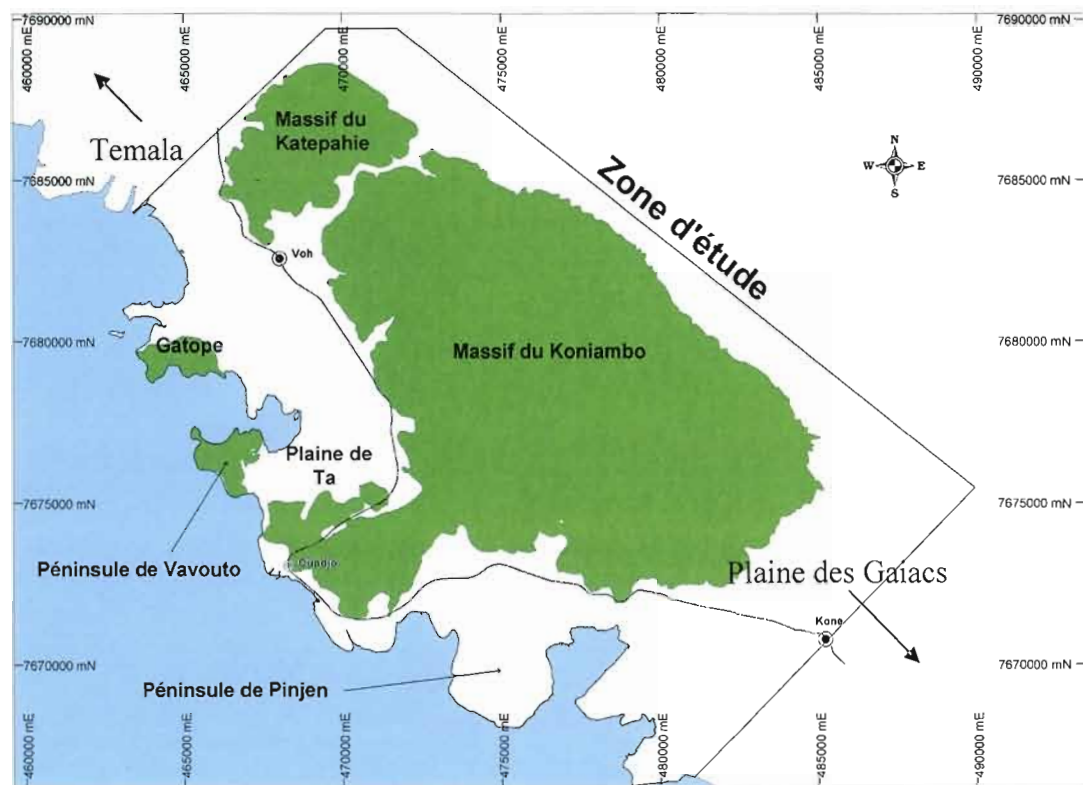 7690000 mN
7690000 mN
460000 mE
465000 mE
470000 mE
475000 mE
480000 mE
485000 mE
490000 mE
Massif du
Katepahie
Temala
N
W E
S
Zone d'étude
7685000 mN
7685000 mN
Voh
Gatope
7680000 mN
7680000 mN
Massif du Koniambo
Plaine de
Ta
7675000 mN
7675000 mN
Péninsule de Vavouto
Plaine des Gaïacs
Kone
7670000 mN
7670000 mN
Péninsule de Pinjen
460000 mE
465000 mE
470000 mE
475000 mE
480000 mE
485000 mE
490000 mE